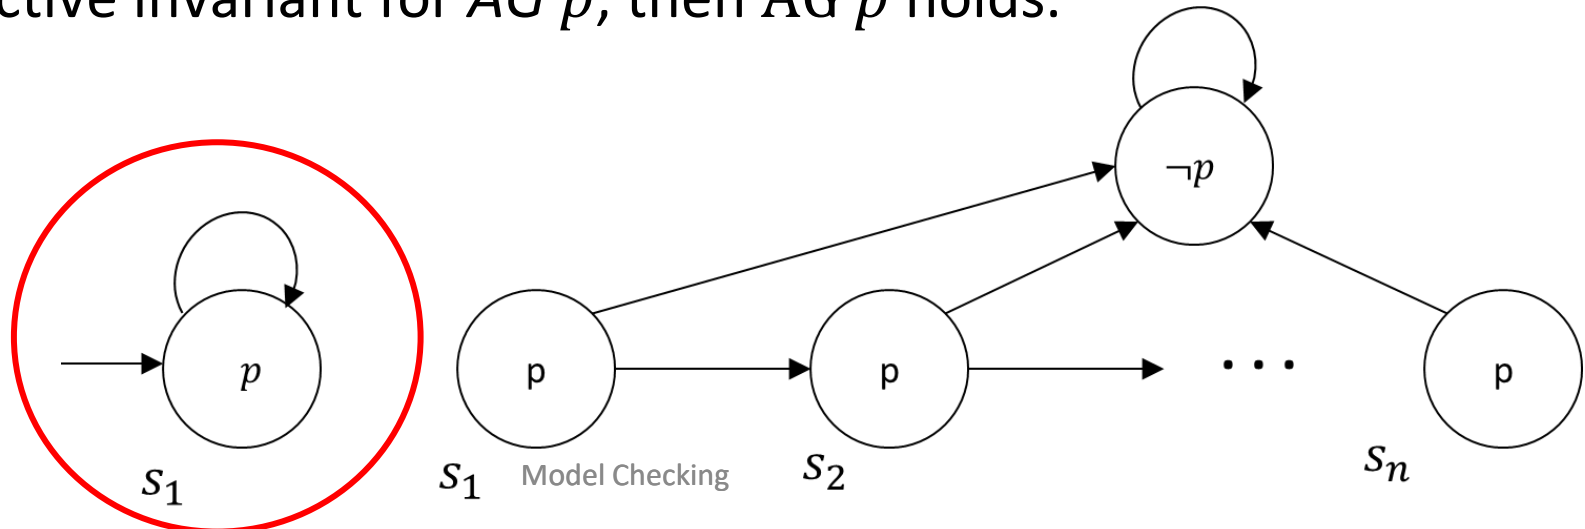 ctive invariant for AG p, then AG p holds.
¬p
p
p
p
p
• • •
s₁
s₁
Model Checking
s₂
sₙ